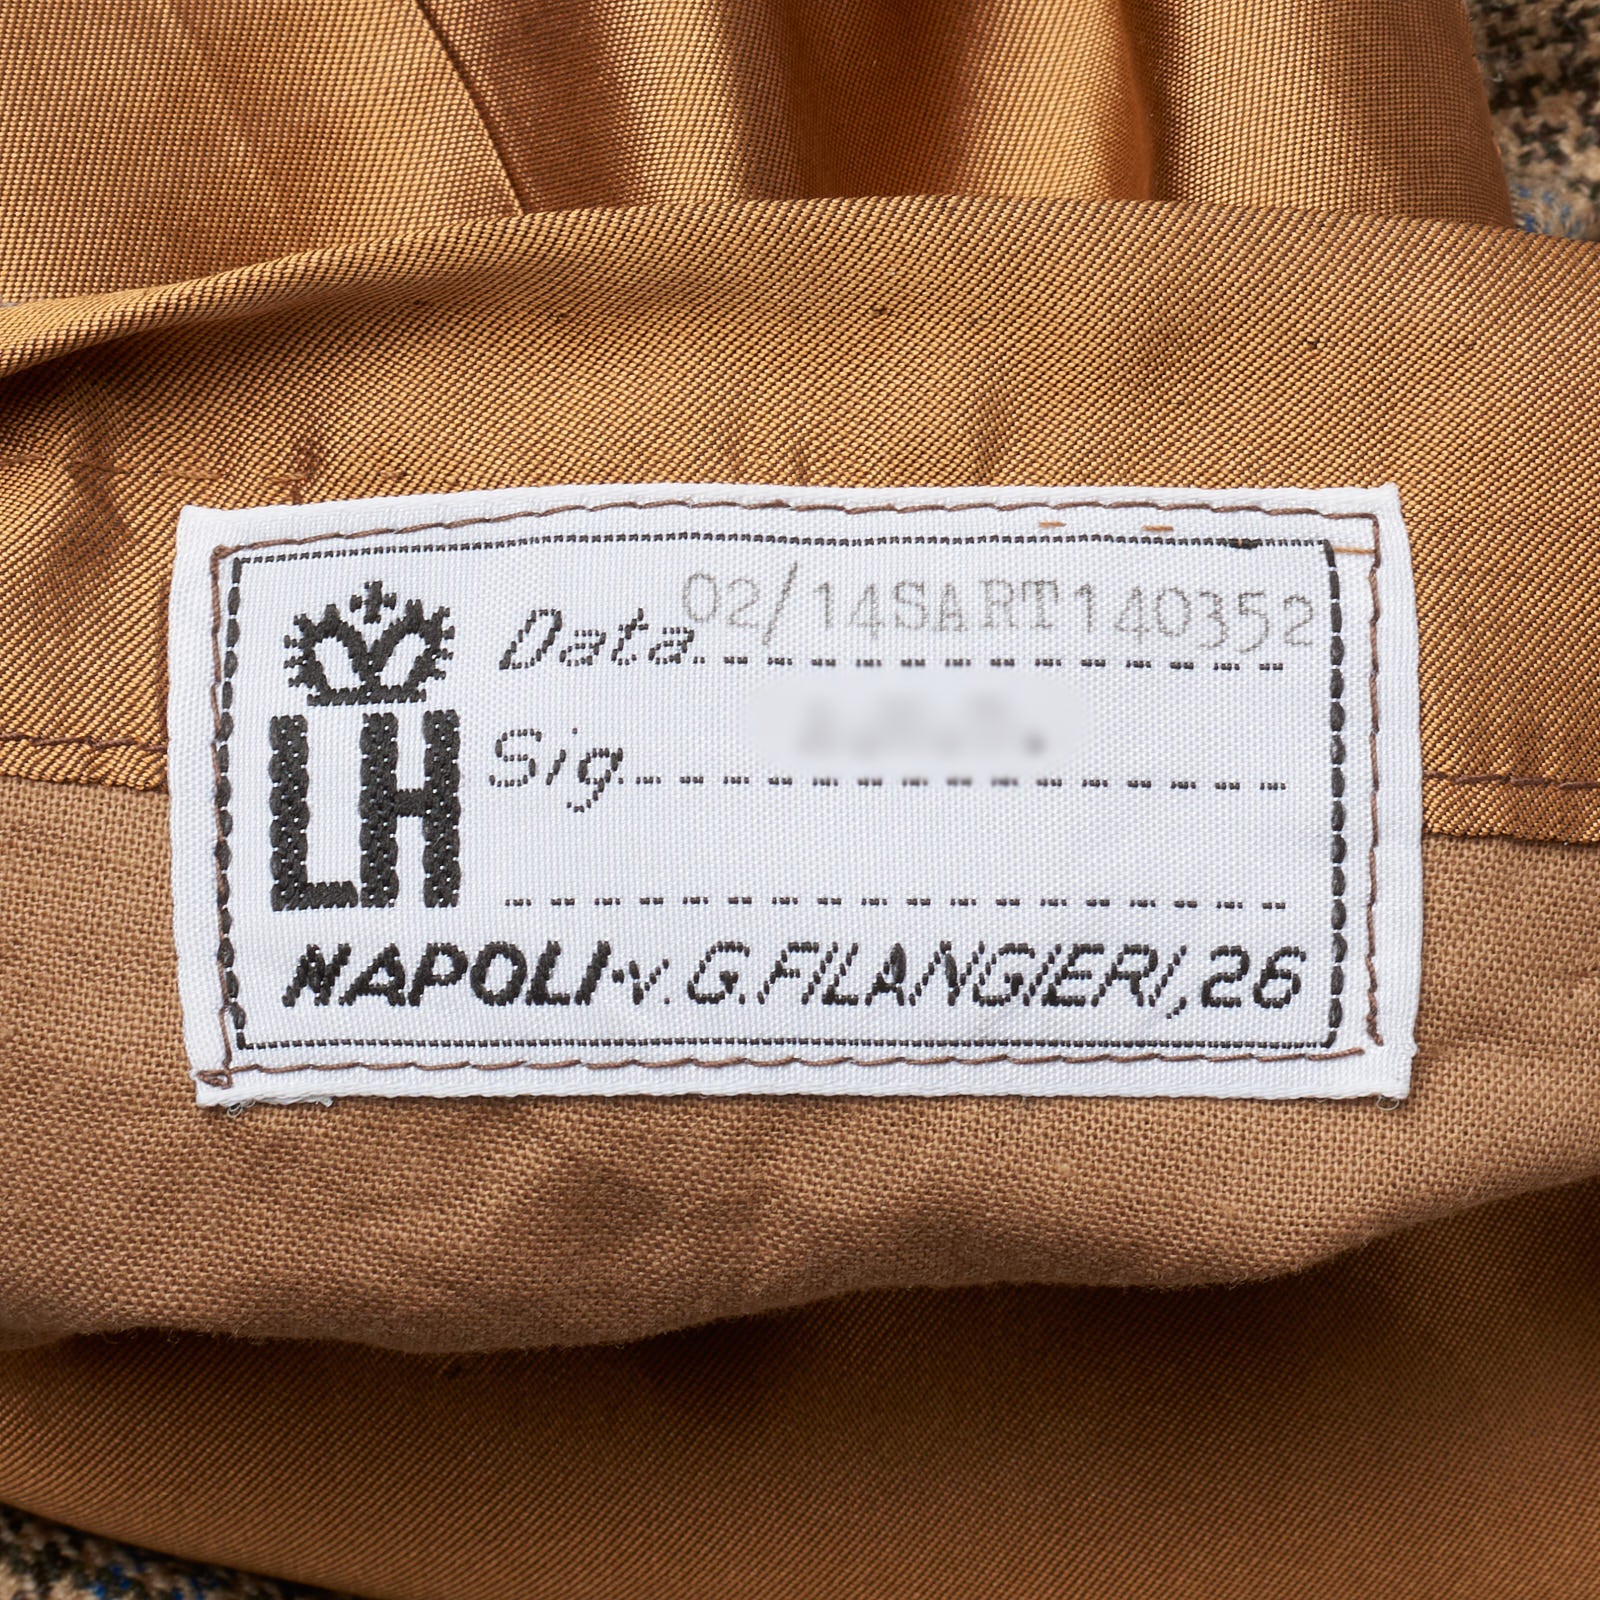 LH
Data 02/14SART140352
Sig
NAPOLI-v. G. FILANGIERI, 26